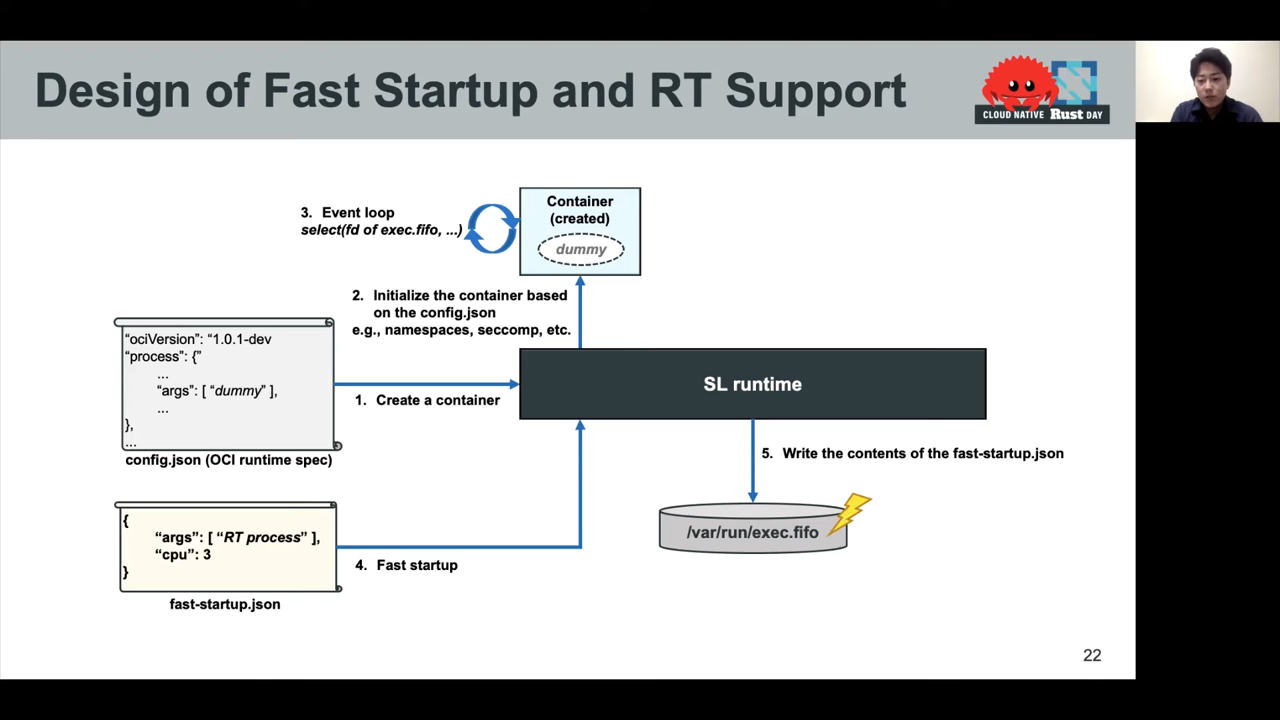 Design of Fast Startup and RT Support
CLOUD NATIVE Rust DAY
3. Event loop
select(fd of exec.fifo, ...)
Container
(created)
dummy
2. Initialize the container based
on the config.json
e.g., namespaces, seccomp, etc.
“ociVersion”: “1.0.1-dev
“process”: {”
...
“args”: [ “dummy” ],
...
},
...
config.json (OCI runtime spec)
1. Create a container
SL runtime
5. Write the contents of the fast-startup.json
/var/run/exec.fifo
{
“args”: [ “RT process” ],
“cpu”: 3
}
fast-startup.json
4. Fast startup
22